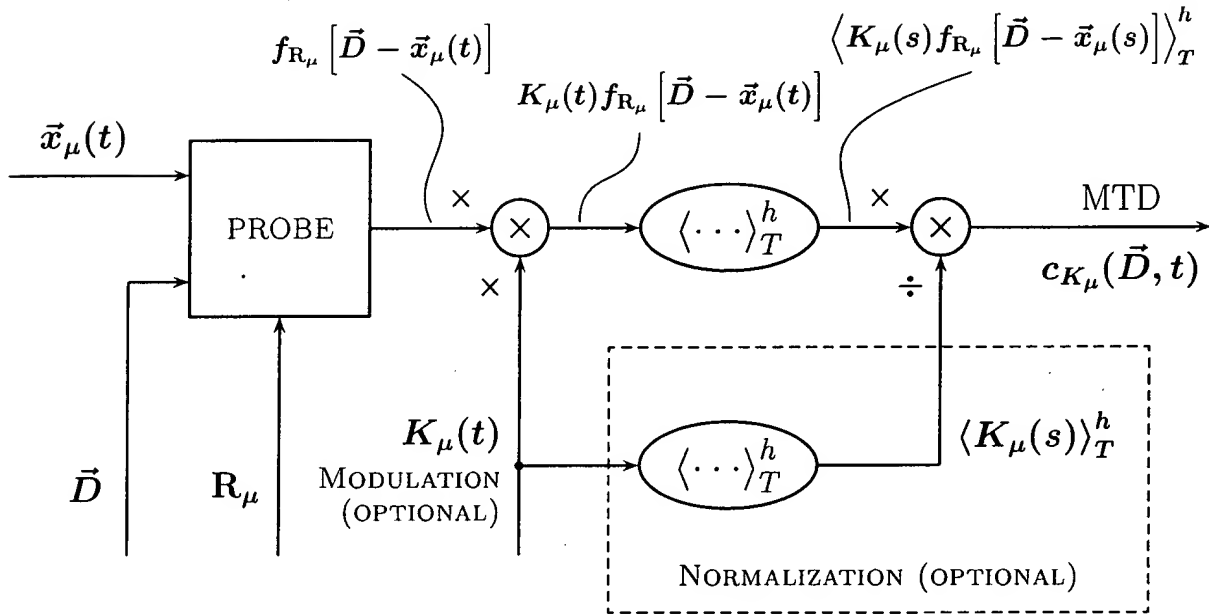 f_{R_μ} [D⃗ − x⃗_μ(t)]
⟨K_μ(s) f_{R_μ} [D⃗ − x⃗_μ(s)]⟩_T^h
K_μ(t) f_{R_μ} [D⃗ − x⃗_μ(t)]
x⃗_μ(t)
PROBE
×
×
×
⟨···⟩_T^h
×
×
÷
MTD
c_{K_μ}(D⃗, t)
D⃗
R_μ
K_μ(t)
MODULATION
(OPTIONAL)
⟨···⟩_T^h
⟨K_μ(s)⟩_T^h
NORMALIZATION (OPTIONAL)